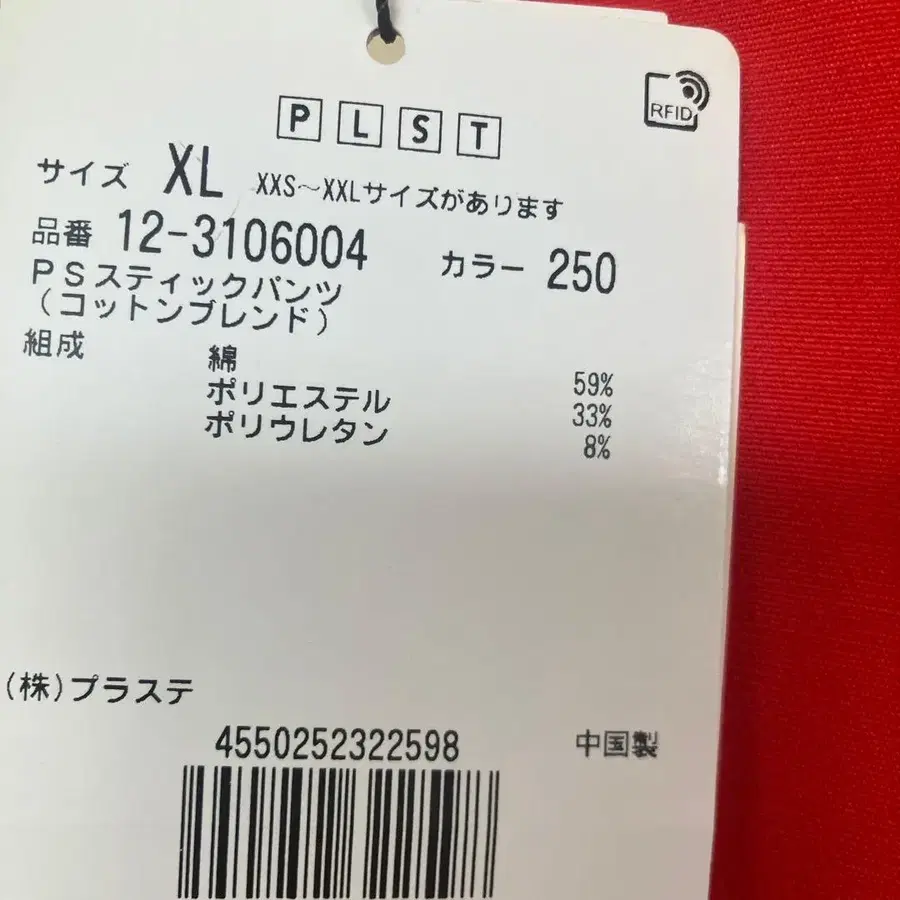 PLST
RFID
サイズ XL XXS～XXLサイズがあります
品番 12-3106004 カラー 250
PSスティックパンツ
(コットンブレンド)
組成 綿 59%
ポリエステル 33%
ポリウレタン 8%
(株)プラステ
4550252322598 中国製